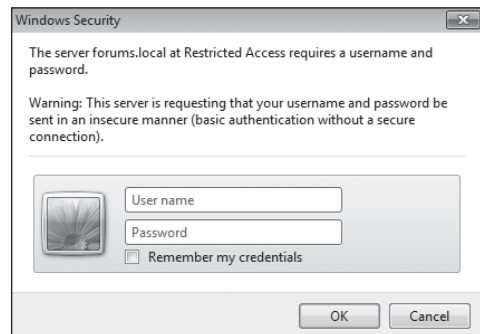 Windows Security
The server forums.local at Restricted Access requires a username and
password.
Warning: This server is requesting that your username and password be
sent in an insecure manner (basic authentication without a secure
connection).
User name
Password
Remember my credentials
OK
Cancel